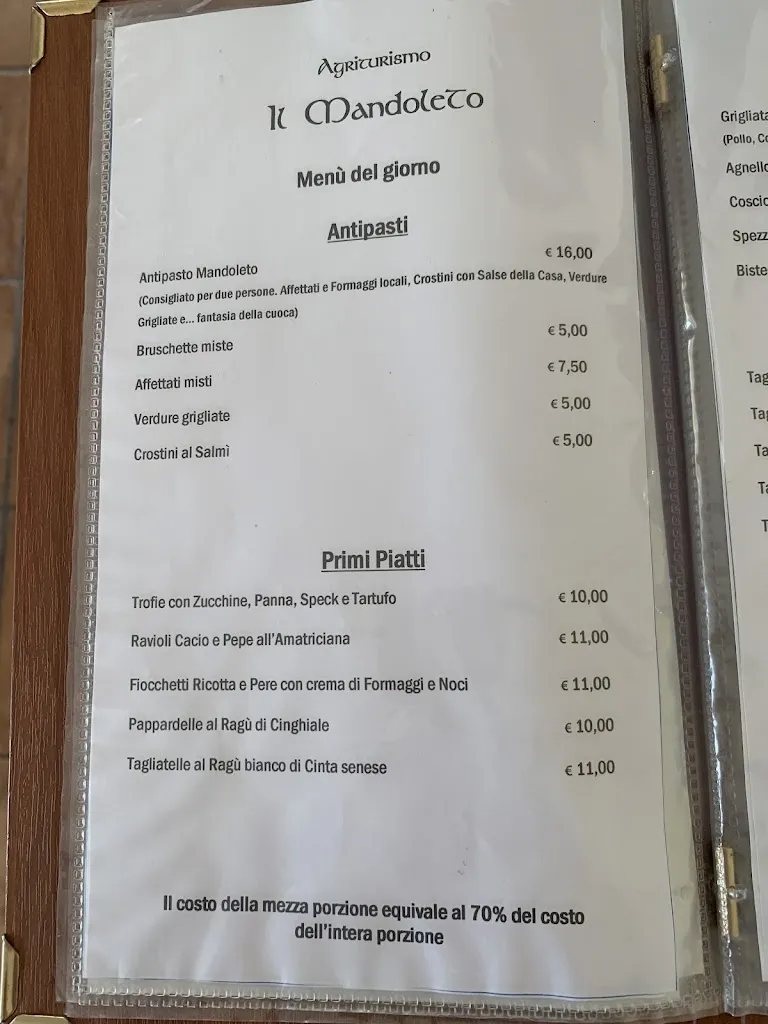 Agriturismo
Il Mandoleto
Menù del giorno
Antipasti
Antipasto Mandoleto € 16,00
(Consigliato per due persone. Affettati e Formaggi locali, Crostini con Salse della Casa, Verdure
Grigliate e... fantasia della cuoca)
Bruschette miste € 5,00
Affettati misti € 7,50
Verdure grigliate € 5,00
Crostini al Salmì € 5,00
Primi Piatti
Trofie con Zucchine, Panna, Speck e Tartufo € 10,00
Ravioli Cacio e Pepe all'Amatriciana € 11,00
Fiocchetti Ricotta e Pere con crema di Formaggi e Noci € 11,00
Pappardelle al Ragù di Cinghiale € 10,00
Tagliatelle al Ragù bianco di Cinta senese € 11,00
Il costo della mezza porzione equivale al 70% del costo
dell'intera porzione
Grigliata
(Pollo,